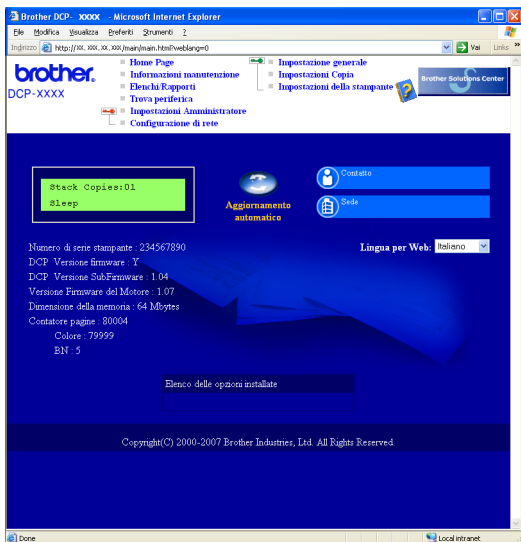 Brother DCP- XXXX - Microsoft Internet Explorer
File Modifica Visualizza Preferiti Strumenti ?
Indirizzo http://XX, XXX, XX, XXX/main/main.html?weblang=0 Vai Links »
brother.
DCP-XXXX
Home Page
Informazioni manutenzione
Elenchi/Rapporti
Trova periferica
Impostazioni Amministratore
Configurazione di rete
Impostazione generale
Impostazioni Copia
Impostazioni della stampante
Brother Solutions Center
Stack Copies:01
Sleep
Aggiornamento
automatico
Contatto
Sede
Numero di serie stampante : 234567890
Lingua per Web: Italiano
DCP Versione firmware : Y
DCP Versione SubFirmware : 1.04
Versione Firmware del Motore : 1.07
Dimensione della memoria : 64 Mbytes
Contatore pagine : 80004
Colore : 79999
BN : 5
Elenco delle opzioni installate
Copyright(C) 2000-2007 Brother Industries, Ltd. All Rights Reserved.
Done Local intranet